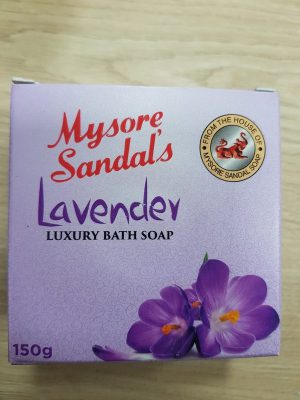 Mysore
Sandal's
FROM THE HOUSE OF
MYSORE SANDAL SOAP
Lavender
LUXURY BATH SOAP
150g